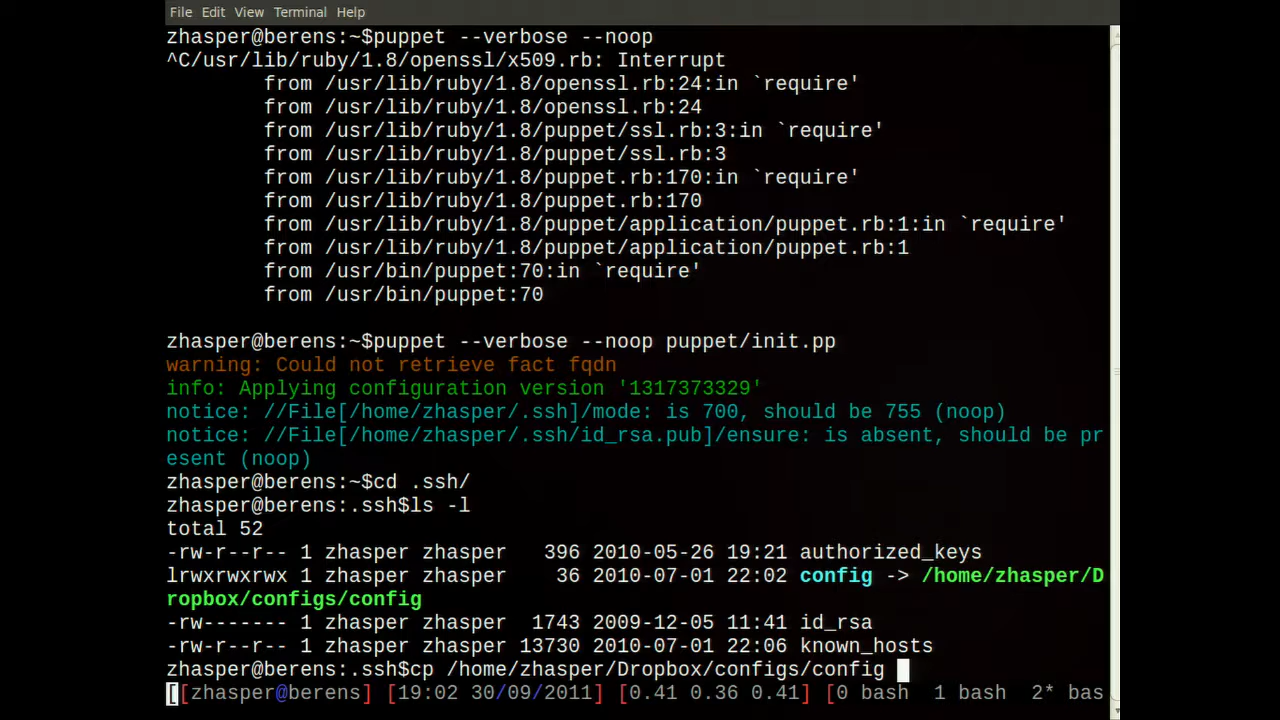 File Edit View Terminal Help
zhasper@berens:~$puppet --verbose --noop
^C/usr/lib/ruby/1.8/openssl/x509.rb: Interrupt
        from /usr/lib/ruby/1.8/openssl.rb:24:in `require'
        from /usr/lib/ruby/1.8/openssl.rb:24
        from /usr/lib/ruby/1.8/puppet/ssl.rb:3:in `require'
        from /usr/lib/ruby/1.8/puppet/ssl.rb:3
        from /usr/lib/ruby/1.8/puppet.rb:170:in `require'
        from /usr/lib/ruby/1.8/puppet.rb:170
        from /usr/lib/ruby/1.8/puppet/application/puppet.rb:1:in `require'
        from /usr/lib/ruby/1.8/puppet/application/puppet.rb:1
        from /usr/bin/puppet:70:in `require'
        from /usr/bin/puppet:70
zhasper@berens:~$puppet --verbose --noop puppet/init.pp
warning: Could not retrieve fact fqdn
info: Applying configuration version '1317373329'
notice: //File[/home/zhasper/.ssh]/mode: is 700, should be 755 (noop)
notice: //File[/home/zhasper/.ssh/id_rsa.pub]/ensure: is absent, should be pr
esent (noop)
zhasper@berens:~$cd .ssh/
zhasper@berens:.ssh$ls -l
total 52
-rw-r--r-- 1 zhasper zhasper   396 2010-05-26 19:21 authorized_keys
lrwxrwxrwx 1 zhasper zhasper    36 2010-07-01 22:02 config -> /home/zhasper/D
ropbox/configs/config
-rw------- 1 zhasper zhasper  1743 2009-12-05 11:41 id_rsa
-rw-r--r-- 1 zhasper zhasper 13730 2010-07-01 22:06 known_hosts
zhasper@berens:.ssh$cp /home/zhasper/Dropbox/configs/config
[[zhasper@berens] [19:02 30/09/2011] [0.41 0.36 0.41] [0 bash  1 bash  2* bas